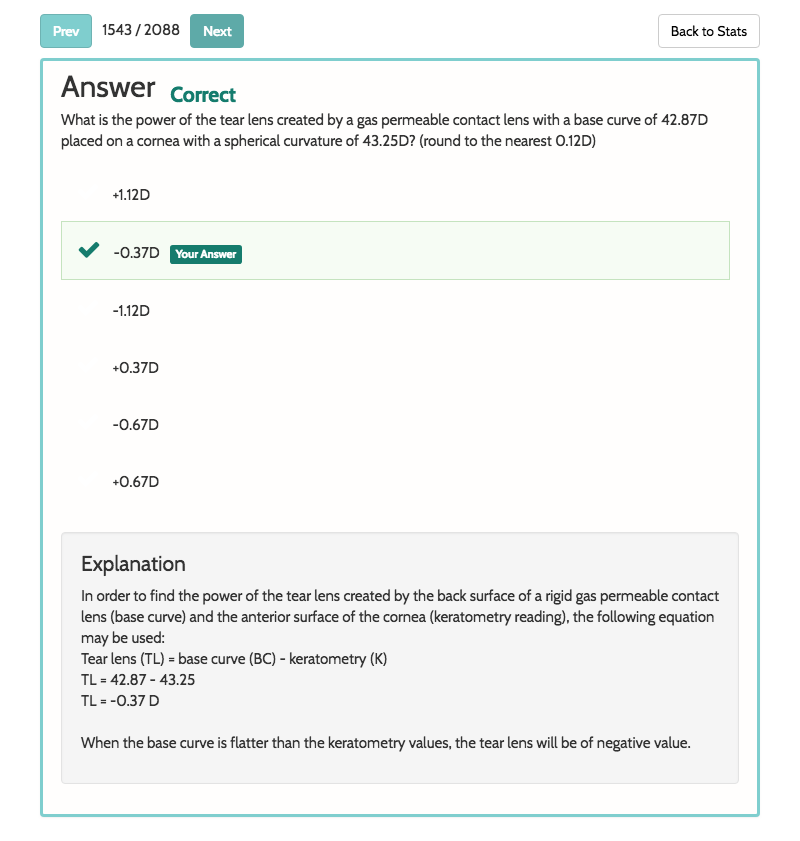 Prev 1543 / 2088 Next Back to Stats
Answer Correct
What is the power of the tear lens created by a gas permeable contact lens with a base curve of 42.87D
placed on a cornea with a spherical curvature of 43.25D? (round to the nearest 0.12D)
+1.12D
-0.37D Your Answer
-1.12D
+0.37D
-0.67D
+0.67D
Explanation
In order to find the power of the tear lens created by the back surface of a rigid gas permeable contact
lens (base curve) and the anterior surface of the cornea (keratometry reading), the following equation
may be used:
Tear lens (TL) = base curve (BC) - keratometry (K)
TL = 42.87 - 43.25
TL = -0.37 D
When the base curve is flatter than the keratometry values, the tear lens will be of negative value.